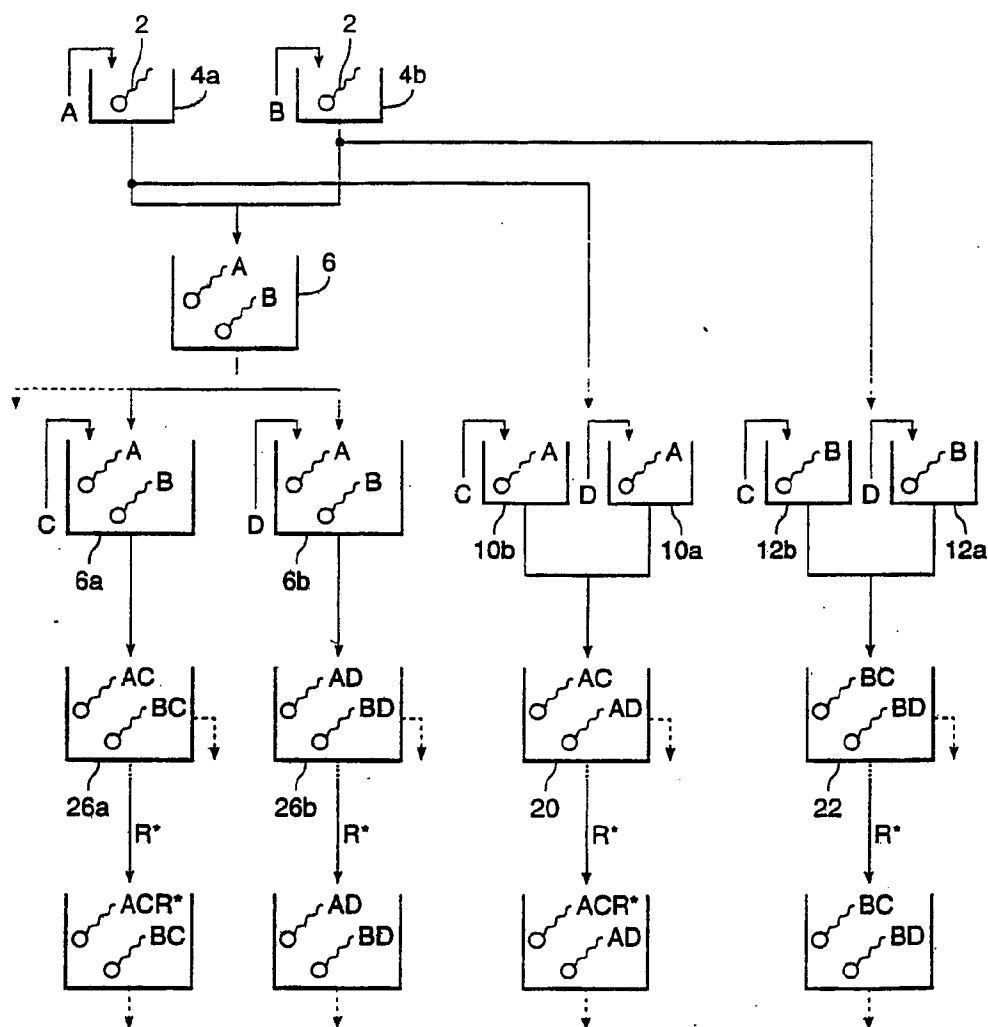 2 2
A 4a B 4b
A 6
B
A A A A B B
B B
C D C D C D
6a 6b 10b 10a 12b 12a
AC AD AC BC
BC BD AD BD
26a 26b 20 22
R* R* R* R*
ACR* AD ACR* BC
BC BD AD BD